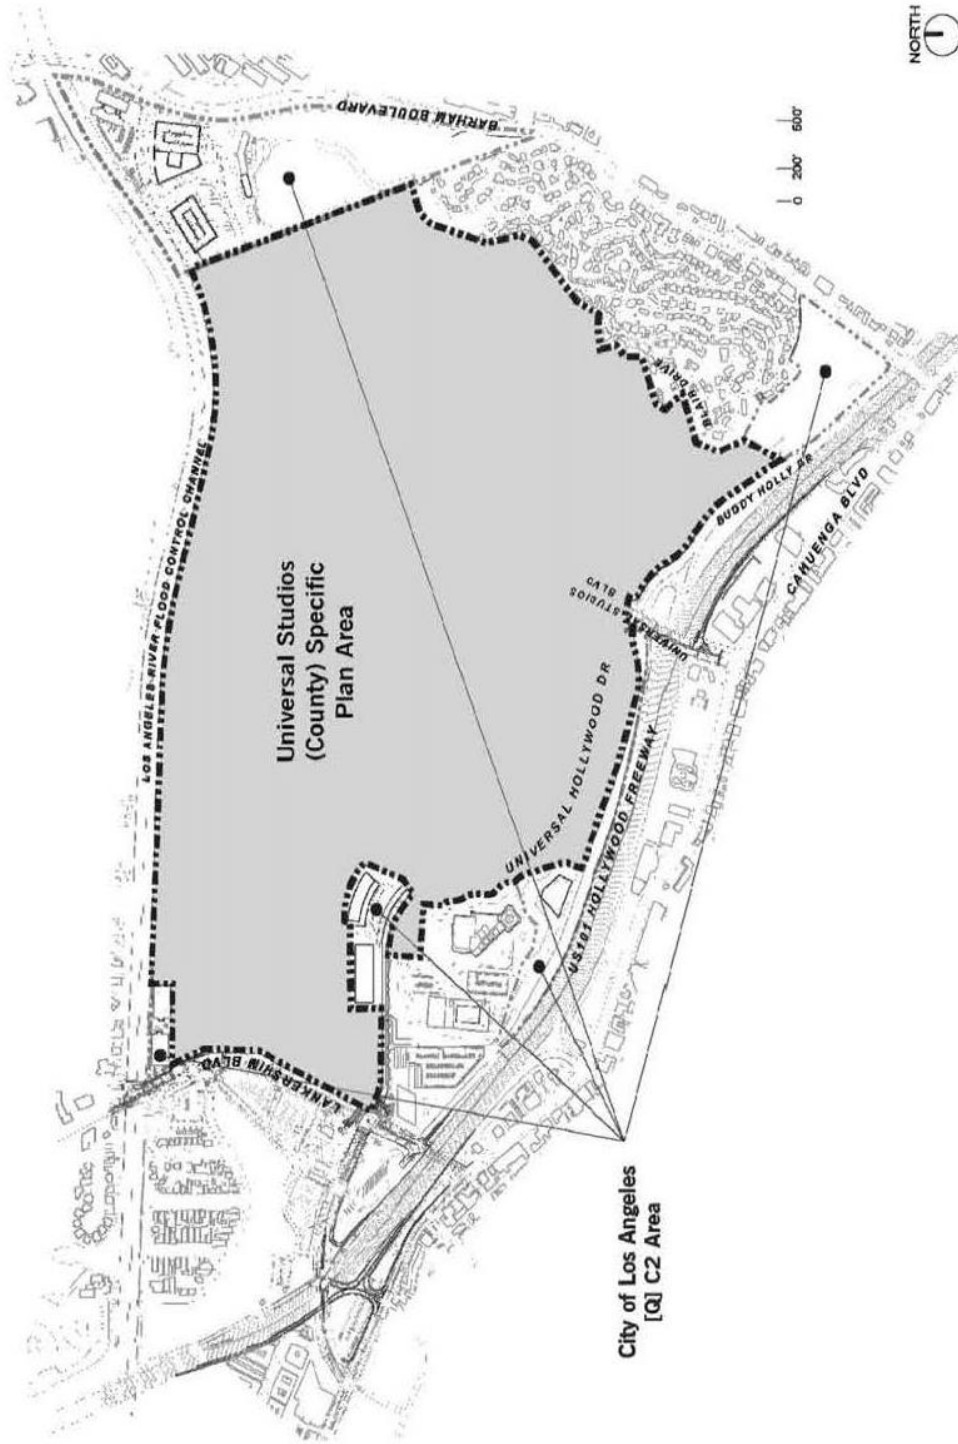 NORTH
BARHAM BOULEVARD
0 200' 500'
LOS ANGELES RIVER FLOOD CONTROL CHANNEL
Universal Studios
(County) Specific
Plan Area
BLAIR DRIVE
BUDDY HOLLY DR
CAHUENGA BLVD
UNIVERSAL STUDIOS
BLVD
UNIVERSAL HOLLYWOOD DR
US101 HOLLYWOOD FREEWAY
LANKERSHIM BLVD
City of Los Angeles
[Q] C2 Area